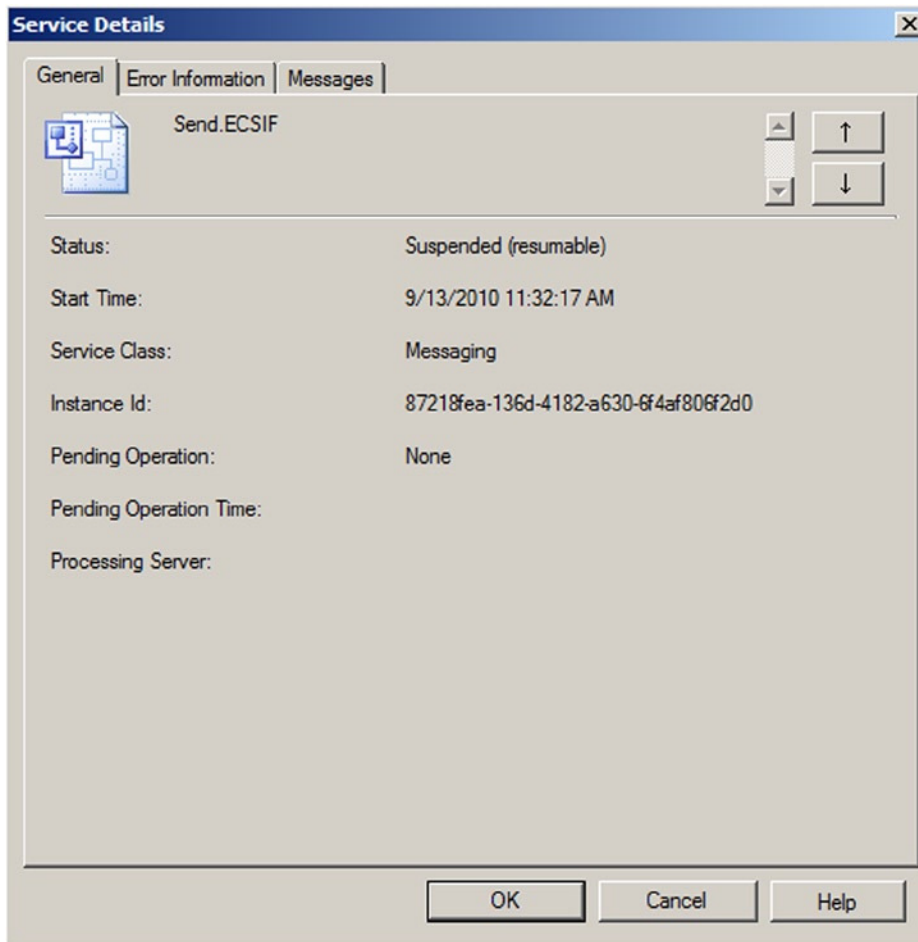 Service Details
General Error Information Messages
Send.ECSIF
Status: Suspended (resumable)
Start Time: 9/13/2010 11:32:17 AM
Service Class: Messaging
Instance Id: 87218fea-136d-4182-a630-6f4af806f2d0
Pending Operation: None
Pending Operation Time:
Processing Server:
OK Cancel Help